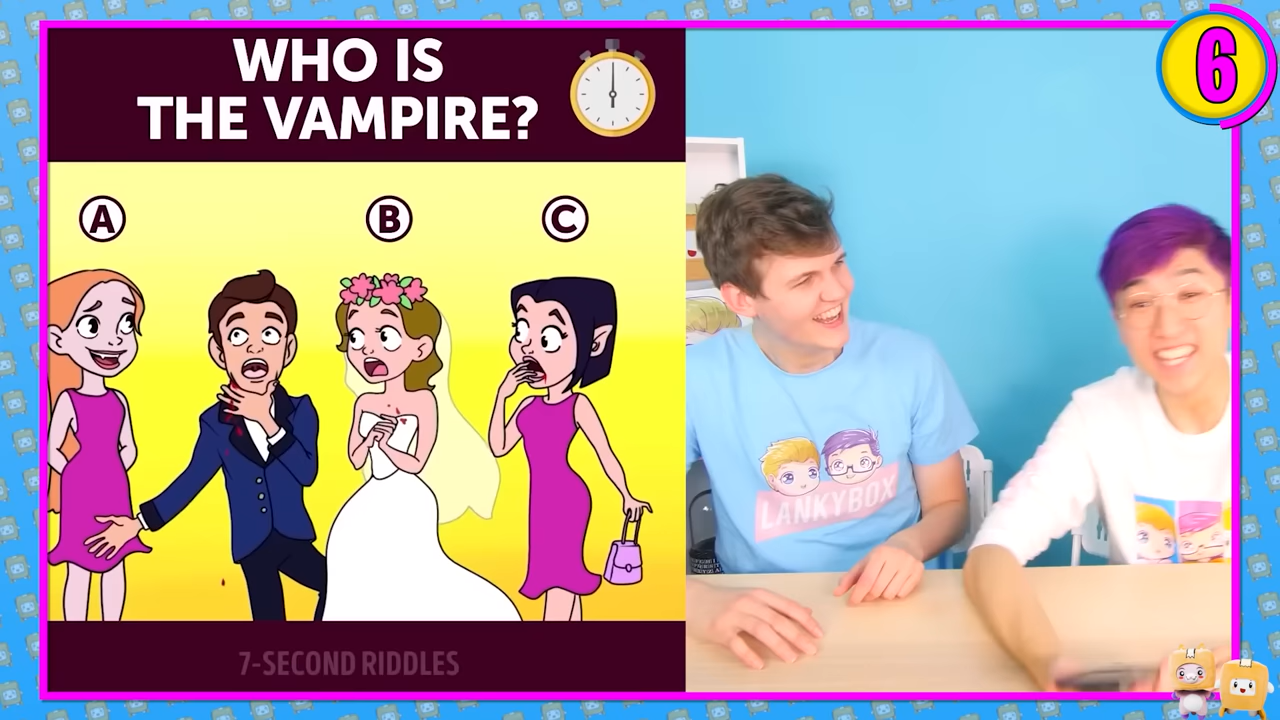 WHO IS
THE VAMPIRE?
6
A
B
C
LANKYBOX
7-SECOND RIDDLES